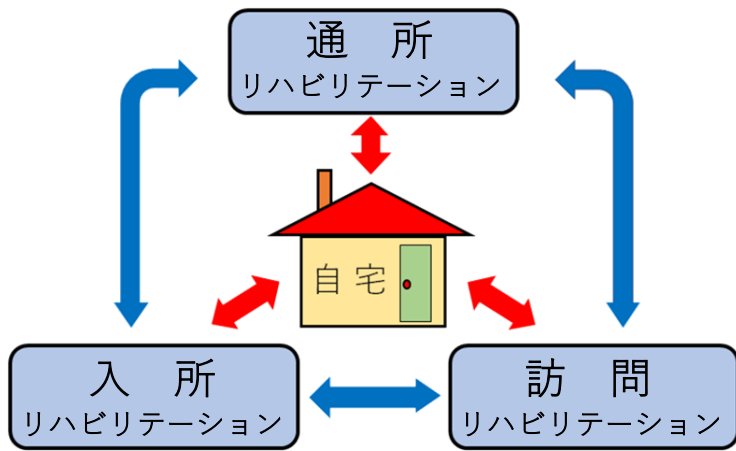 通　所
リハビリテーション
自 宅
入　所
リハビリテーション
訪　問
リハビリテーション